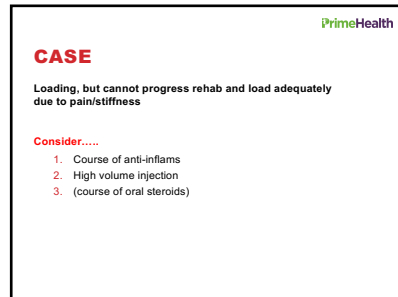 PrimeHealth
CASE
Loading, but cannot progress rehab and load adequately
due to pain/stiffness
Consider.....
1. Course of anti-inflams
2. High volume injection
3. (course of oral steroids)